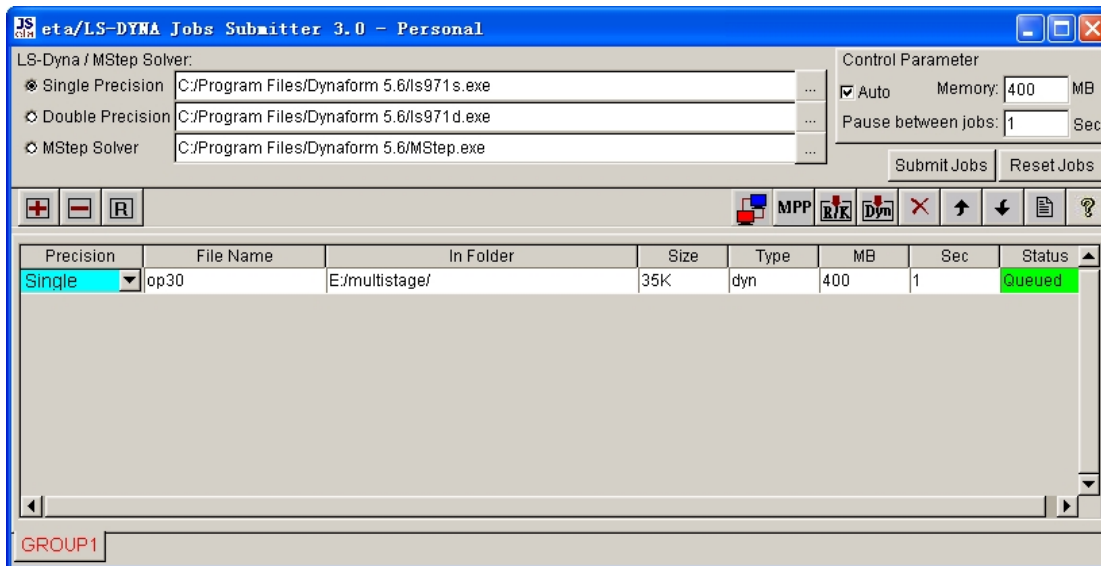 JS eta/LS-DYNA Jobs Submitter 3.0 - Personal
LS-Dyna / MStep Solver:
Control Parameter
Single Precision C:/Program Files/Dynaform 5.6/ls971s.exe ...
Auto Memory: 400 MB
Double Precision C:/Program Files/Dynaform 5.6/ls971d.exe ...
Pause between jobs: 1 Sec
MStep Solver C:/Program Files/Dynaform 5.6/MStep.exe ...
Submit Jobs Reset Jobs
R MPP R/K Dyn ?
Precision File Name In Folder Size Type MB Sec Status
Single op30 E:/multistage/ 35K dyn 400 1 Queued
GROUP1